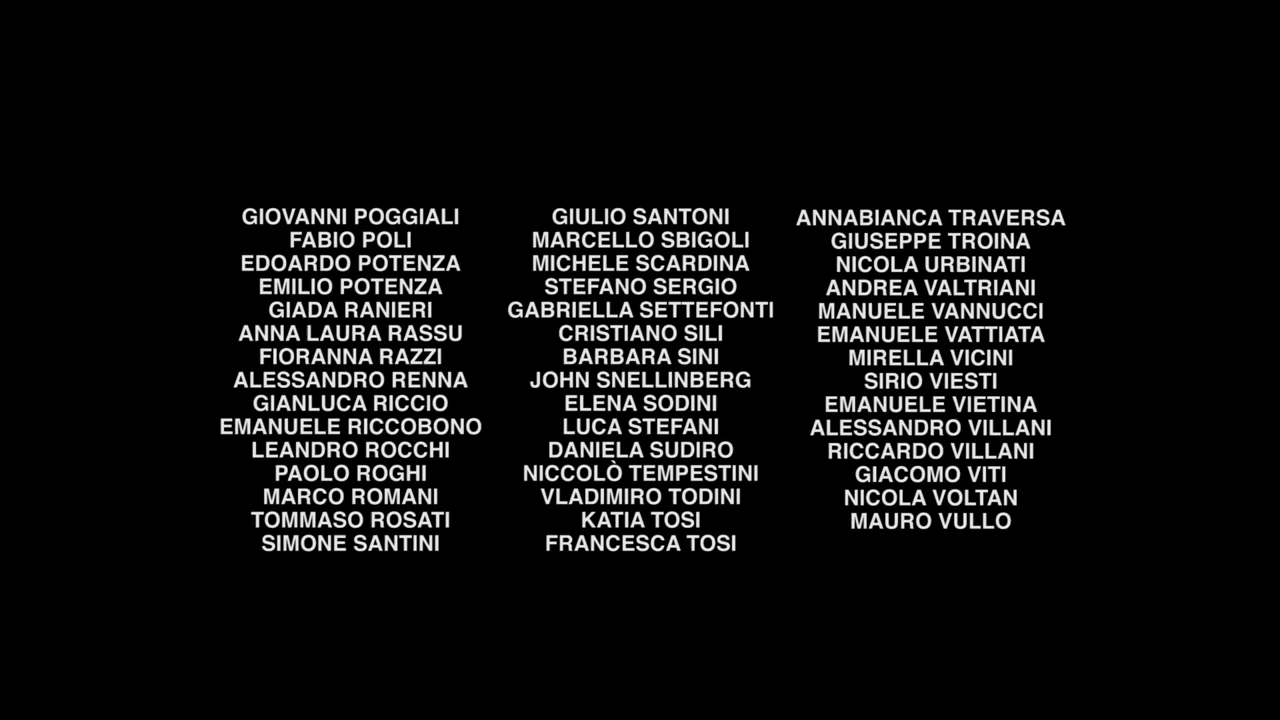 GIOVANNI POGGIALI
FABIO POLI
EDOARDO POTENZA
EMILIO POTENZA
GIADA RANIERI
ANNA LAURA RASSU
FIORANNA RAZZI
ALESSANDRO RENNA
GIANLUCA RICCIO
EMANUELE RICCOBONO
LEANDRO ROCCHI
PAOLO ROGHI
MARCO ROMANI
TOMMASO ROSATI
SIMONE SANTINI
GIULIO SANTONI
MARCELLO SBIGOLI
MICHELE SCARDINA
STEFANO SERGIO
GABRIELLA SETTEFONTI
CRISTIANO SILI
BARBARA SINI
JOHN SNELLINBERG
ELENA SODINI
LUCA STEFANI
DANIELA SUDIRO
NICCOLÒ TEMPESTINI
VLADIMIRO TODINI
KATIA TOSI
FRANCESCA TOSI
ANNABIANCA TRAVERSA
GIUSEPPE TROINA
NICOLA URBINATI
ANDREA VALTRIANI
MANUELE VANNUCCI
EMANUELE VATTIATA
MIRELLA VICINI
SIRIO VIESTI
EMANUELE VIETINA
ALESSANDRO VILLANI
RICCARDO VILLANI
GIACOMO VITI
NICOLA VOLTAN
MAURO VULLO